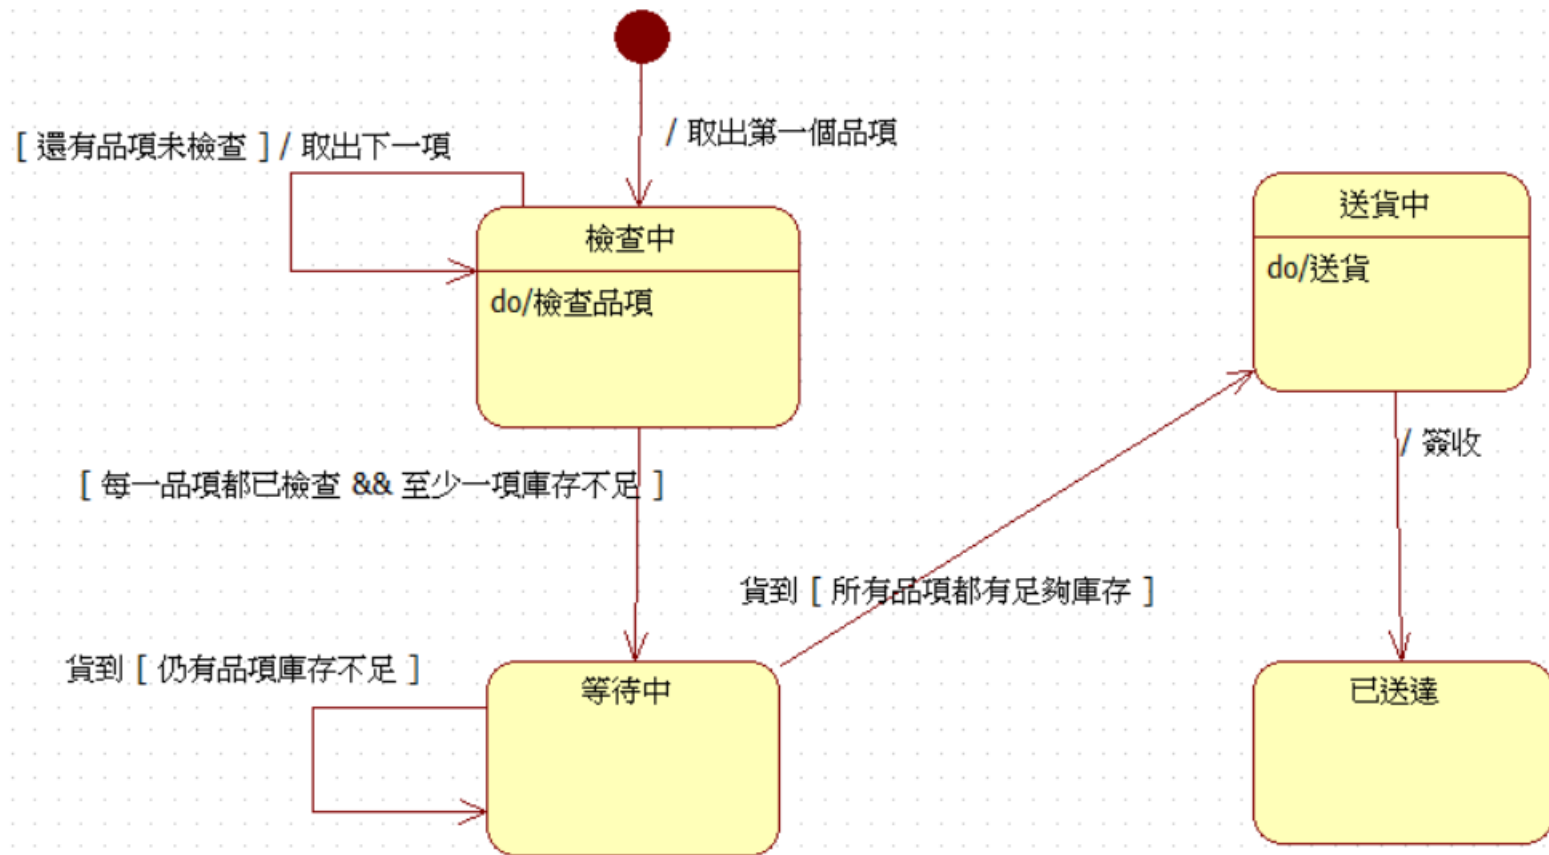 / 取出第一個品項
[ 還有品項未檢查 ] / 取出下一項
檢查中
do/檢查品項
送貨中
do/送貨
/ 簽收
[ 每一品項都已檢查 && 至少一項庫存不足 ]
貨到 [ 所有品項都有足夠庫存 ]
貨到 [ 仍有品項庫存不足 ]
等待中
已送達